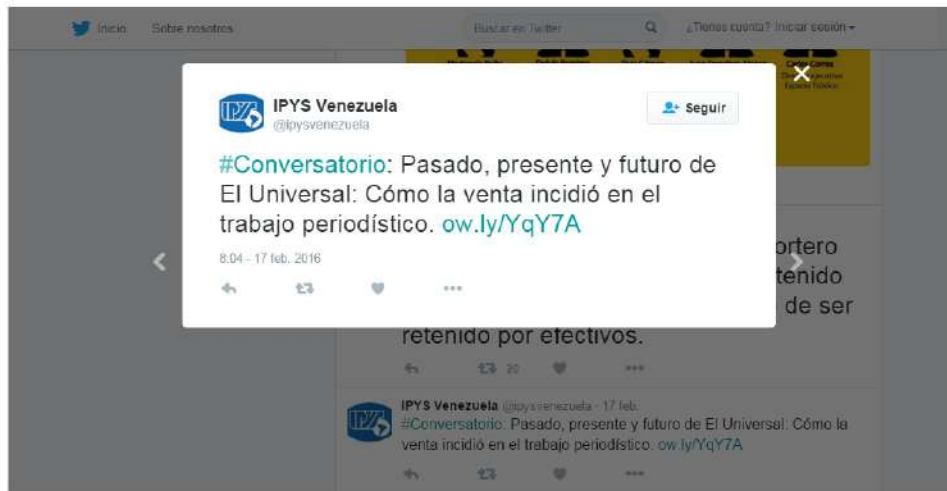 Inicio Sobre nosotros Buscar en Twitter ¿Tienes cuenta? Iniciar sesión
Carlos Correa
IPYS Venezuela
@ipysvenezuela
Seguir
#Conversatorio: Pasado, presente y futuro de
El Universal: Cómo la venta incidió en el
trabajo periodístico. ow.ly/YqY7A
8:04 - 17 feb. 2016
ortero
tenido
de ser
retenido por efectivos.
20
IPYS Venezuela @ipysvenezuela · 17 feb.
#Conversatorio: Pasado, presente y futuro de El Universal: Cómo la
venta incidió en el trabajo periodístico. ow.ly/YqY7A